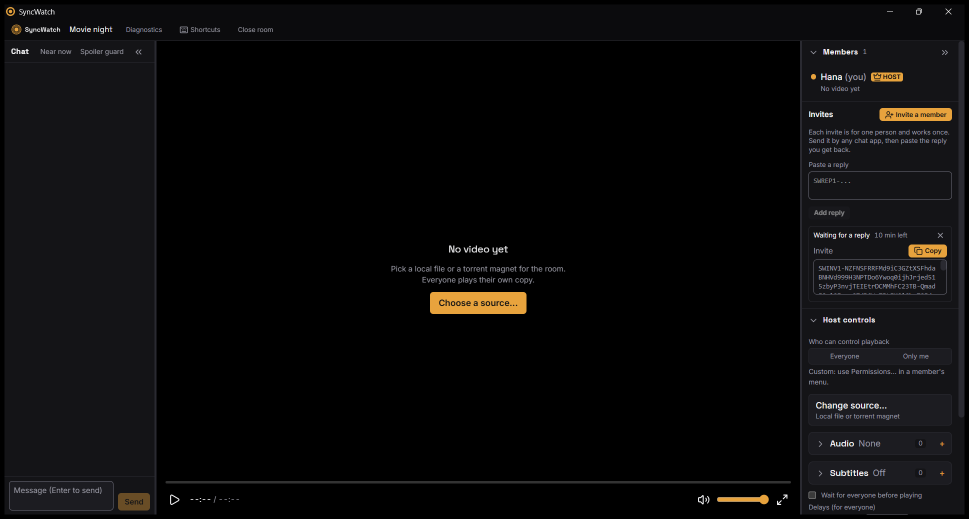 SyncWatch
SyncWatch Movie night Diagnostics Shortcuts Close room
Chat Near now Spoiler guard «
Message (Enter to send)
Send
No video yet
Pick a local file or a torrent magnet for the room.
Everyone plays their own copy.
Choose a source...
--:-- / --:--
Members 1 »
Hana (you) HOST
No video yet
Invites
Invite a member
Each invite is for one person and works once.
Send it by any chat app, then paste the reply
you get back.
Paste a reply
SWREP1-...
Add reply
Waiting for a reply 10 min left
Invite
Copy
SWINV1-NZFNSFRRFMd9iC3GZtXSFhda
BNHVd999H3NPTDo6Ywoq0ijhJrjed51
5zbyP3nvjTEIEtrDCMMhFC23TB-Qmad
Host controls
Who can control playback
Everyone Only me
Custom: use Permissions... in a member's
menu.
Change source...
Local file or torrent magnet
Audio None 0 +
Subtitles Off 0 +
Wait for everyone before playing
Delays (for everyone)